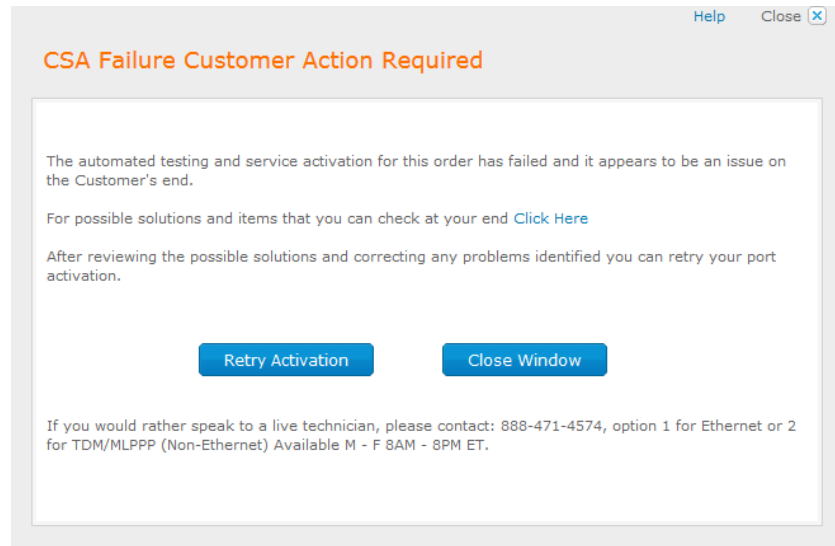 Help Close
CSA Failure Customer Action Required
The automated testing and service activation for this order has failed and it appears to be an issue on
the Customer's end.
For possible solutions and items that you can check at your end Click Here
After reviewing the possible solutions and correcting any problems identified you can retry your port
activation.
Retry Activation Close Window
If you would rather speak to a live technician, please contact: 888-471-4574, option 1 for Ethernet or 2
for TDM/MLPPP (Non-Ethernet) Available M - F 8AM - 8PM ET.